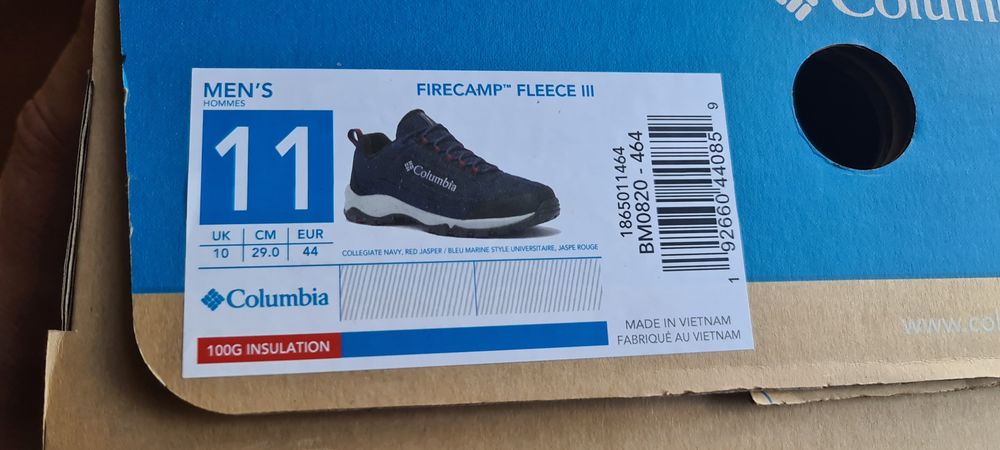 Columbia
MEN'S
HOMMES
11
FIRECAMP™ FLEECE III
Columbia
UK CM EUR
10 29.0 44
COLLEGIATE NAVY, RED JASPER / BLEU MARINE STYLE UNIVERSITAIRE, JASPE ROUGE
Columbia
100G INSULATION
1865011464
BM0820 - 464
1 92660 44085 9
MADE IN VIETNAM
FABRIQUÉ AU VIETNAM
www.col